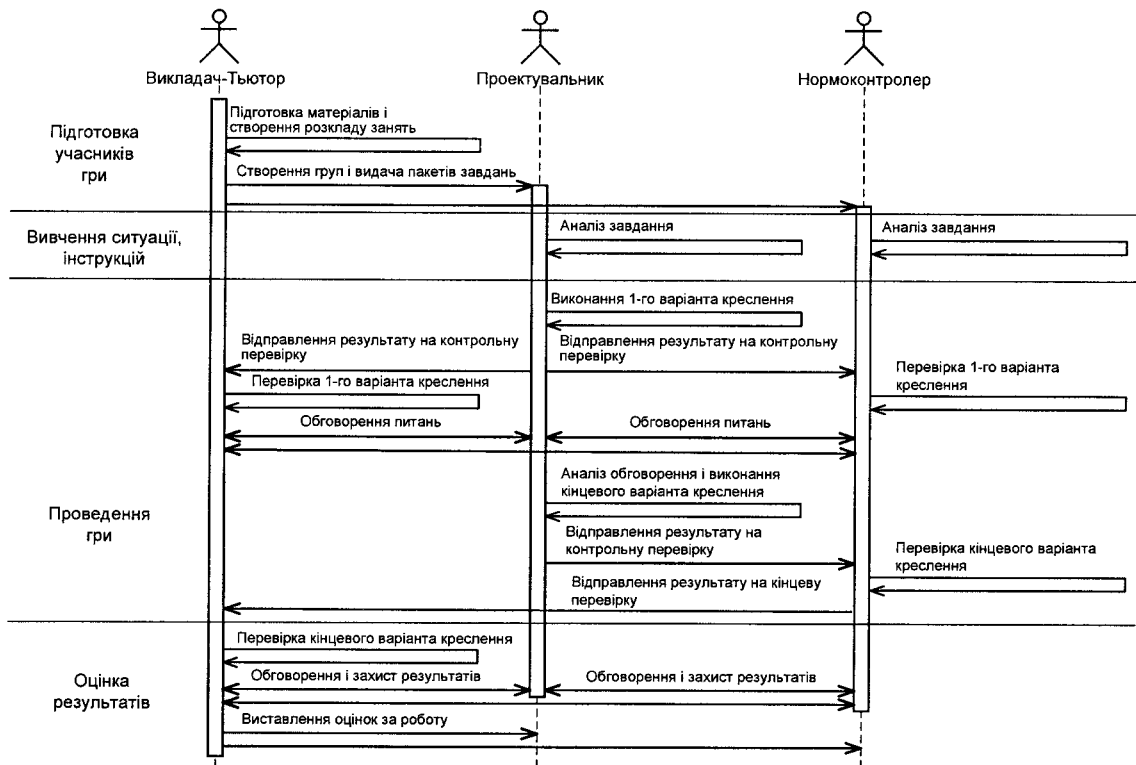 Викладач-Тьютор
Проектувальник
Нормоконтролер
Підготовка
учасників
гри
Підготовка матеріалів і
створення розкладу занять
Створення груп і видача пакетів завдань
Вивчення ситуації,
інструкцій
Аналіз завдання
Аналіз завдання
Проведення
гри
Виконання 1-го варіанта креслення
Відправлення результату на контрольну
перевірку
Відправлення результату на контрольну
перевірку
Перевірка 1-го варіанта креслення
Перевірка 1-го варіанта
креслення
Обговорення питань
Обговорення питань
Аналіз обговорення і виконання
кінцевого варіанта креслення
Відправлення результату на
контрольну перевірку
Перевірка кінцевого варіанта
креслення
Відправлення результату на кінцеву
перевірку
Оцінка
результатів
Перевірка кінцевого варіанта креслення
Обговорення і захист результатів
Обговорення і захист результатів
Виставлення оцінок за роботу